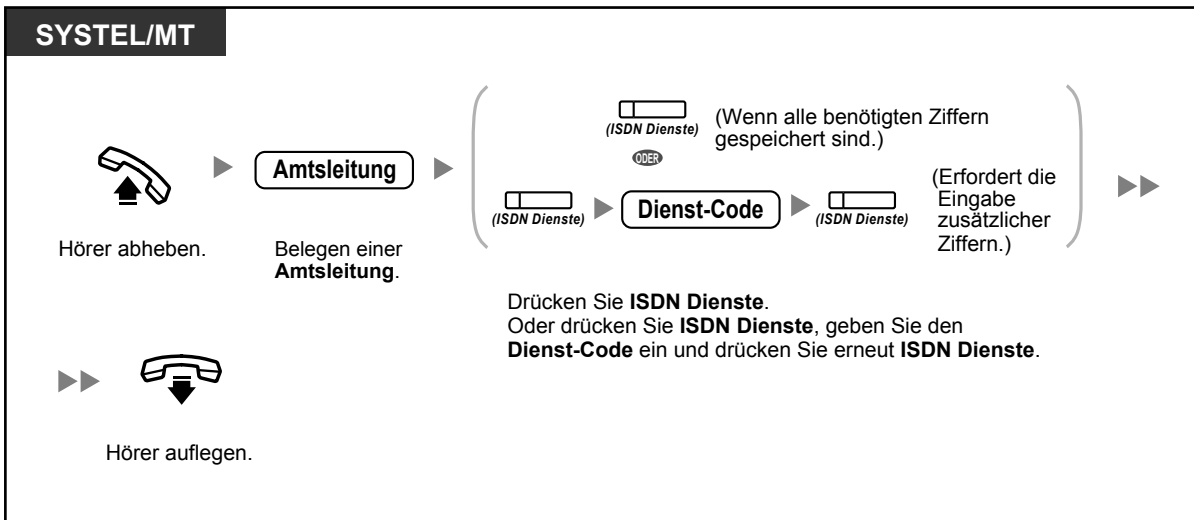 SYSTEL/MT
(ISDN Dienste)
(Wenn alle benötigten Ziffern
gespeichert sind.)
ODER
Amtsleitung
(ISDN Dienste)
Dienst-Code
(ISDN Dienste)
(Erfordert die
Eingabe
zusätzlicher
Ziffern.)
Hörer abheben.
Belegen einer
Amtsleitung.
Drücken Sie ISDN Dienste.
Oder drücken Sie ISDN Dienste, geben Sie den
Dienst-Code ein und drücken Sie erneut ISDN Dienste.
Hörer auflegen.